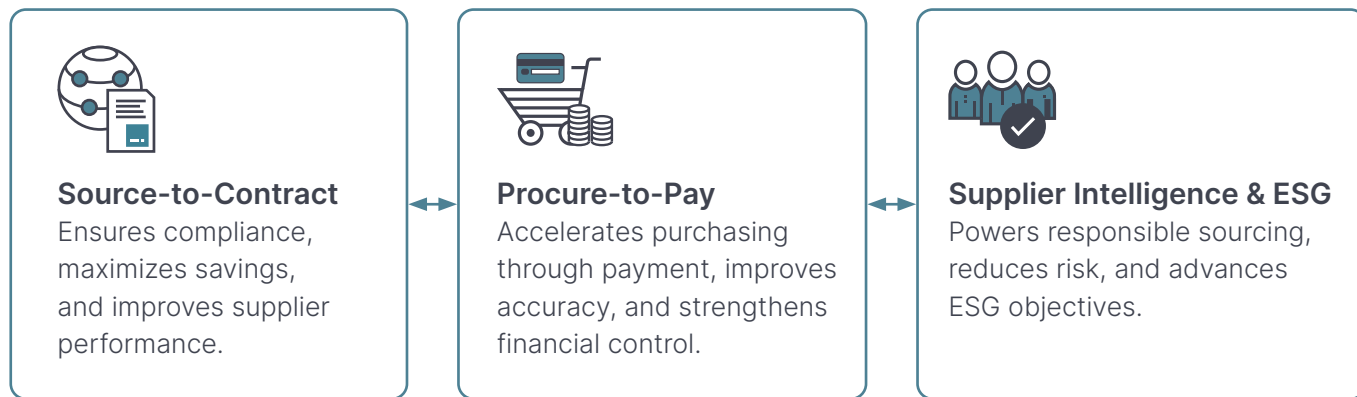 Source-to-Contract
Ensures compliance,
maximizes savings,
and improves supplier
performance.
Procure-to-Pay
Accelerates purchasing
through payment, improves
accuracy, and strengthens
financial control.
Supplier Intelligence & ESG
Powers responsible sourcing,
reduces risk, and advances
ESG objectives.